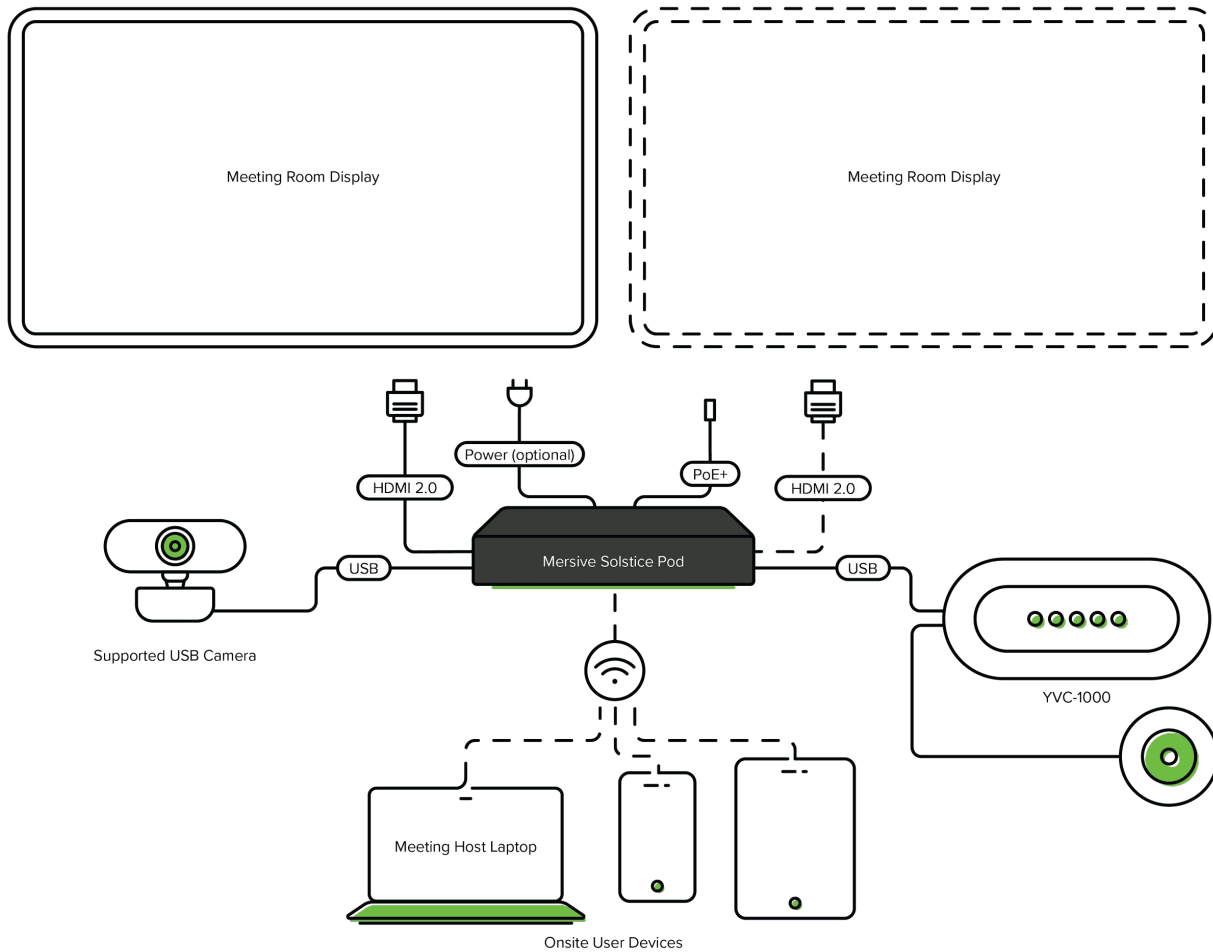 Meeting Room Display
Meeting Room Display
Power (optional)
PoE+
HDMI 2.0
HDMI 2.0
Mersive Solstice Pod
USB
USB
Supported USB Camera
YVC-1000
Meeting Host Laptop
Onsite User Devices